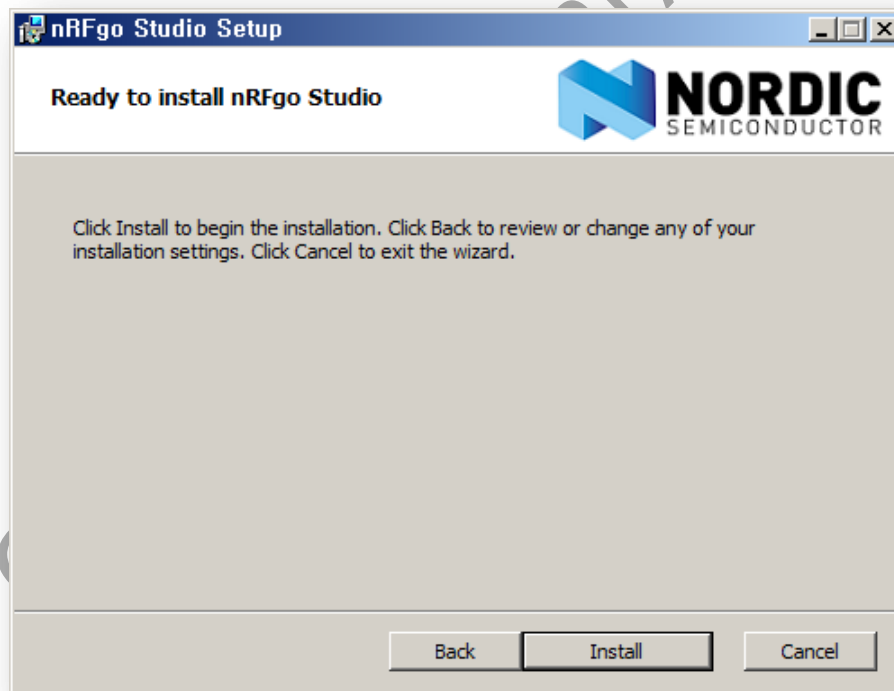 nRFgo Studio Setup
Ready to install nRFgo Studio
NORDIC
SEMICONDUCTOR
Click Install to begin the installation. Click Back to review or change any of your
installation settings. Click Cancel to exit the wizard.
Back
Install
Cancel